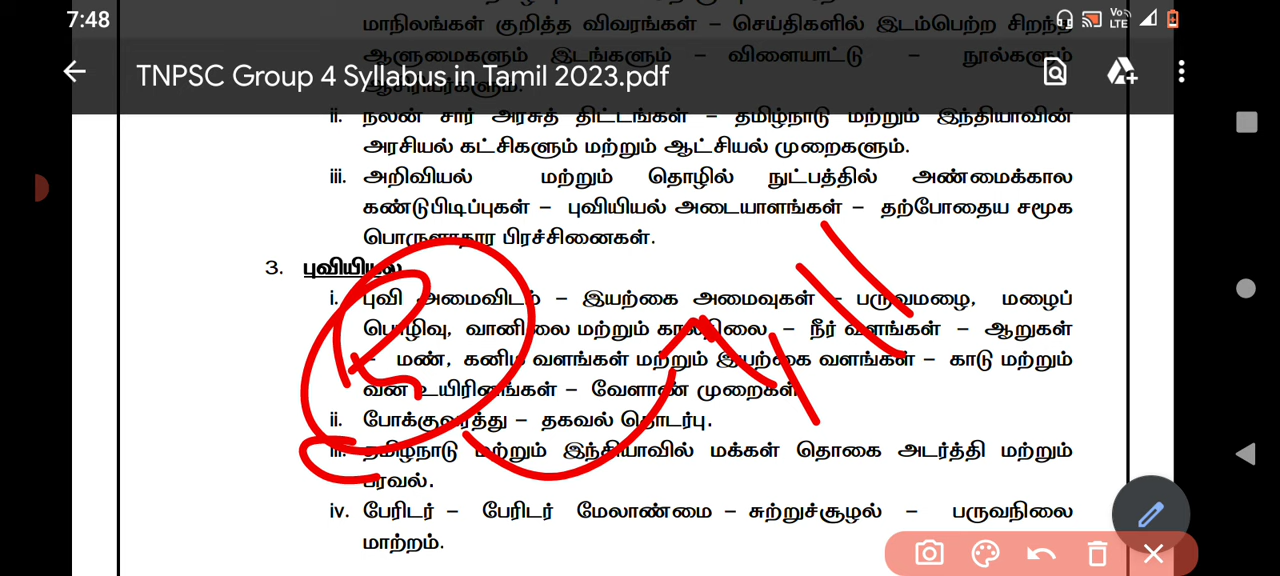 7:48
Vo
LTE
மாநிலங்கள் குறித்த விவரங்கள் – செய்திகளில் இடம்பெற்ற சிறந்த
ஆளுமைகளும் இடங்களும் – விளையாட்டு – நூல்களும்
TNPSC Group 4 Syllabus in Tamil 2023.pdf
ஆசிரியர்களும்.
ii. நலன் சார் அரசுத் திட்டங்கள் – தமிழ்நாடு மற்றும் இந்தியாவின்
அரசியல் கட்சிகளும் மற்றும் ஆட்சியல் முறைகளும்.
iii. அறிவியல் மற்றும் தொழில் நுட்பத்தில் அண்மைக்கால
கண்டுபிடிப்புகள் – புவியியல் அடையாளங்கள் – தற்போதைய சமூக
பொருளாதார பிரச்சினைகள்.
3. புவியியல்
i. புவி அமைவிடம் – இயற்கை அமைவுகள் – பருவமழை, மழைப்
பொழிவு, வானிலை மற்றும் காலநிலை – நீர் வளங்கள் – ஆறுகள்
– மண், கனிம வளங்கள் மற்றும் இயற்கை வளங்கள் – காடு மற்றும்
வன உயிரினங்கள் – வேளாண் முறைகள்.
ii. போக்குவரத்து – தகவல் தொடர்பு.
iii. தமிழ்நாடு மற்றும் இந்தியாவில் மக்கள் தொகை அடர்த்தி மற்றும்
பரவல்.
iv. பேரிடர் – பேரிடர் மேலாண்மை – சுற்றுச்சூழல் – பருவநிலை
மாற்றம்.